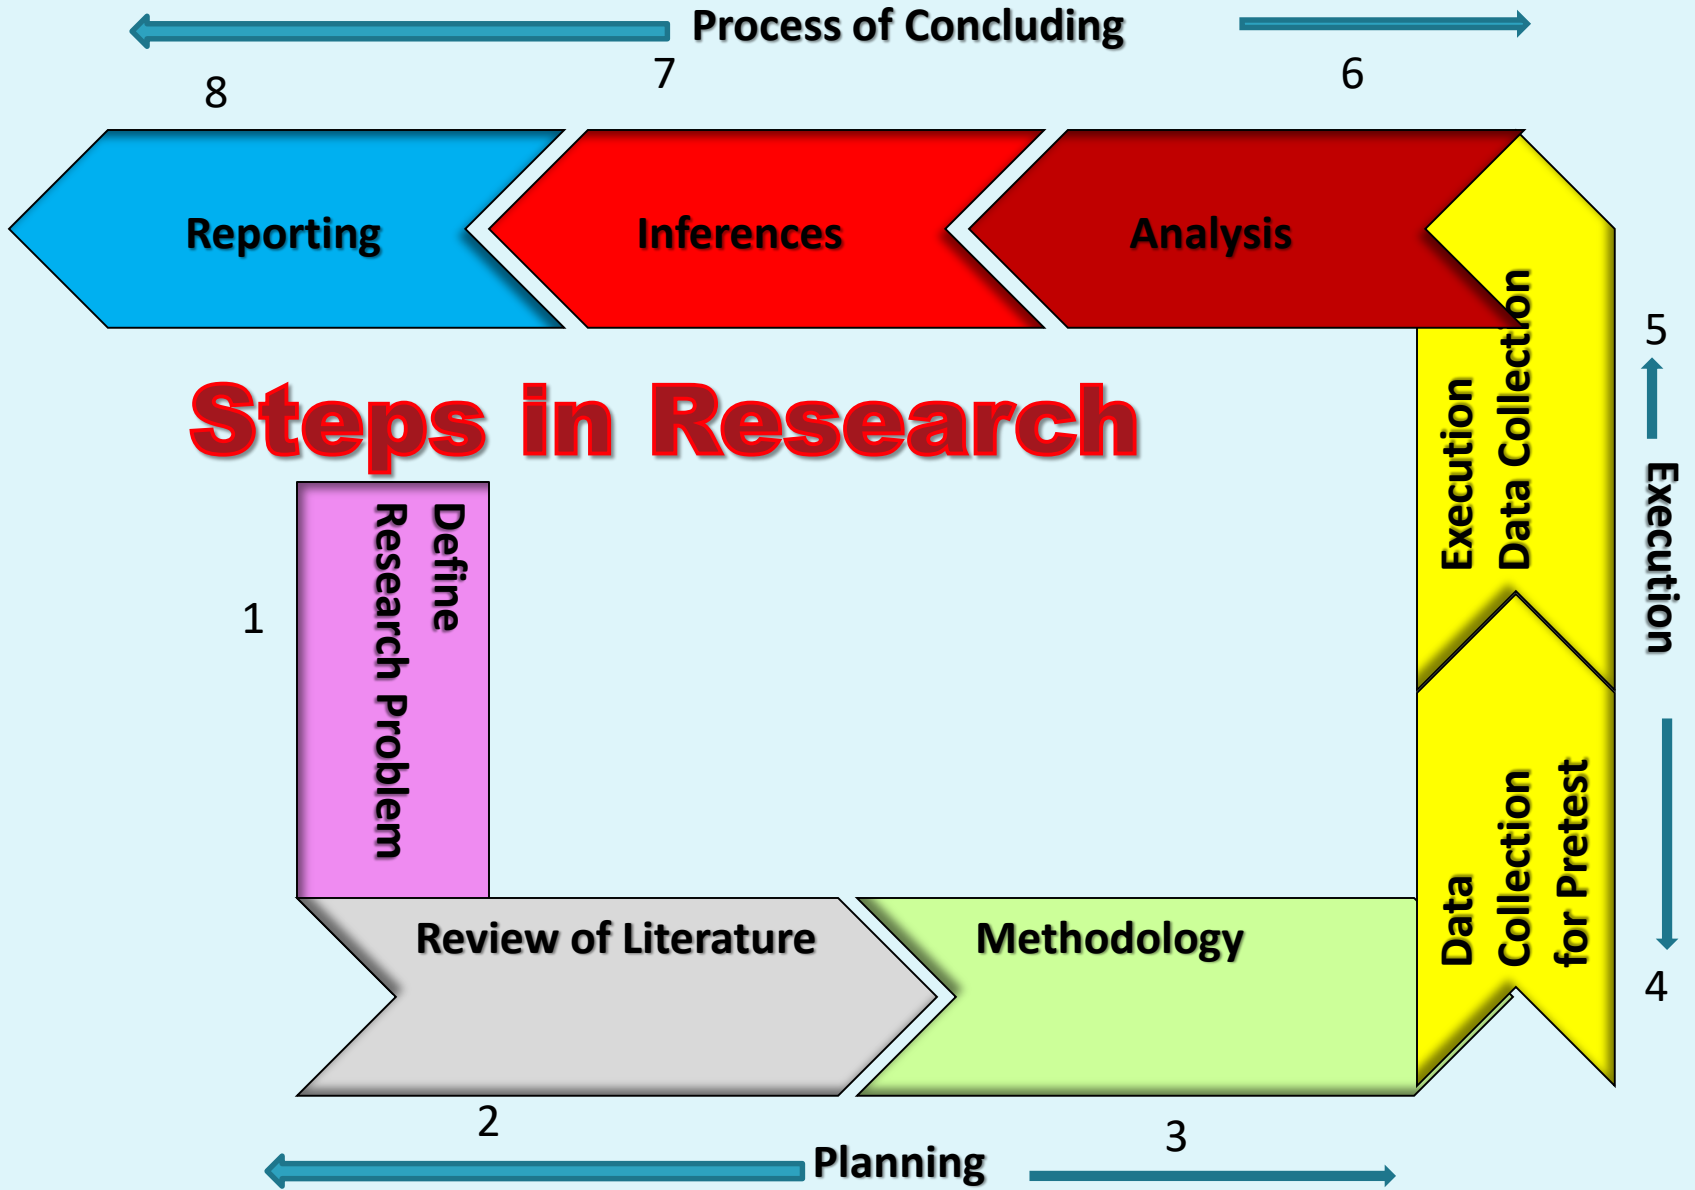 Process of Concluding
8
7
6
Reporting
Inferences
Analysis
Steps in Research
5
Execution
Data Collection
Execution
Define
Research Problem
1
Data
Collection
for Pretest
4
Review of Literature
Methodology
2
3
Planning